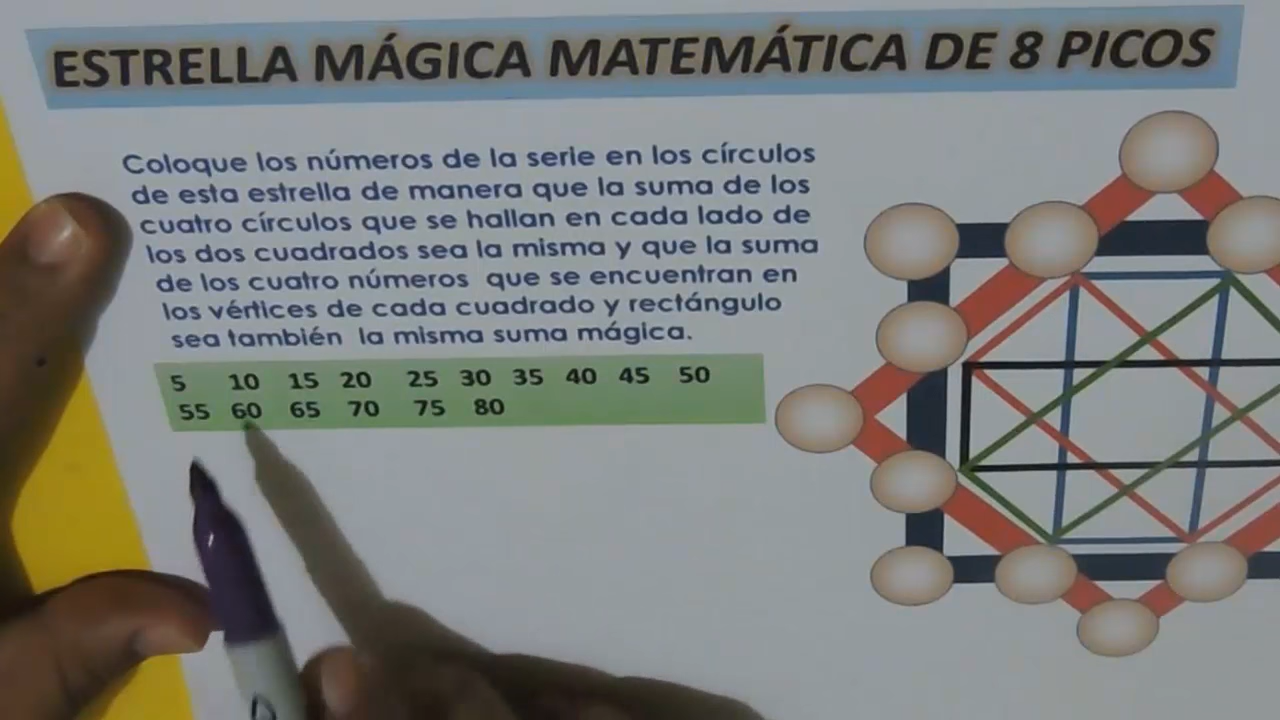 ESTRELLA MÁGICA MATEMÁTICA DE 8 PICOS
Coloque los números de la serie en los círculos
de esta estrella de manera que la suma de los
cuatro círculos que se hallan en cada lado de
los dos cuadrados sea la misma y que la suma
de los cuatro números que se encuentran en
los vértices de cada cuadrado y rectángulo
sea también la misma suma mágica.
5 10 15 20 25 30 35 40 45 50
55 60 65 70 75 80